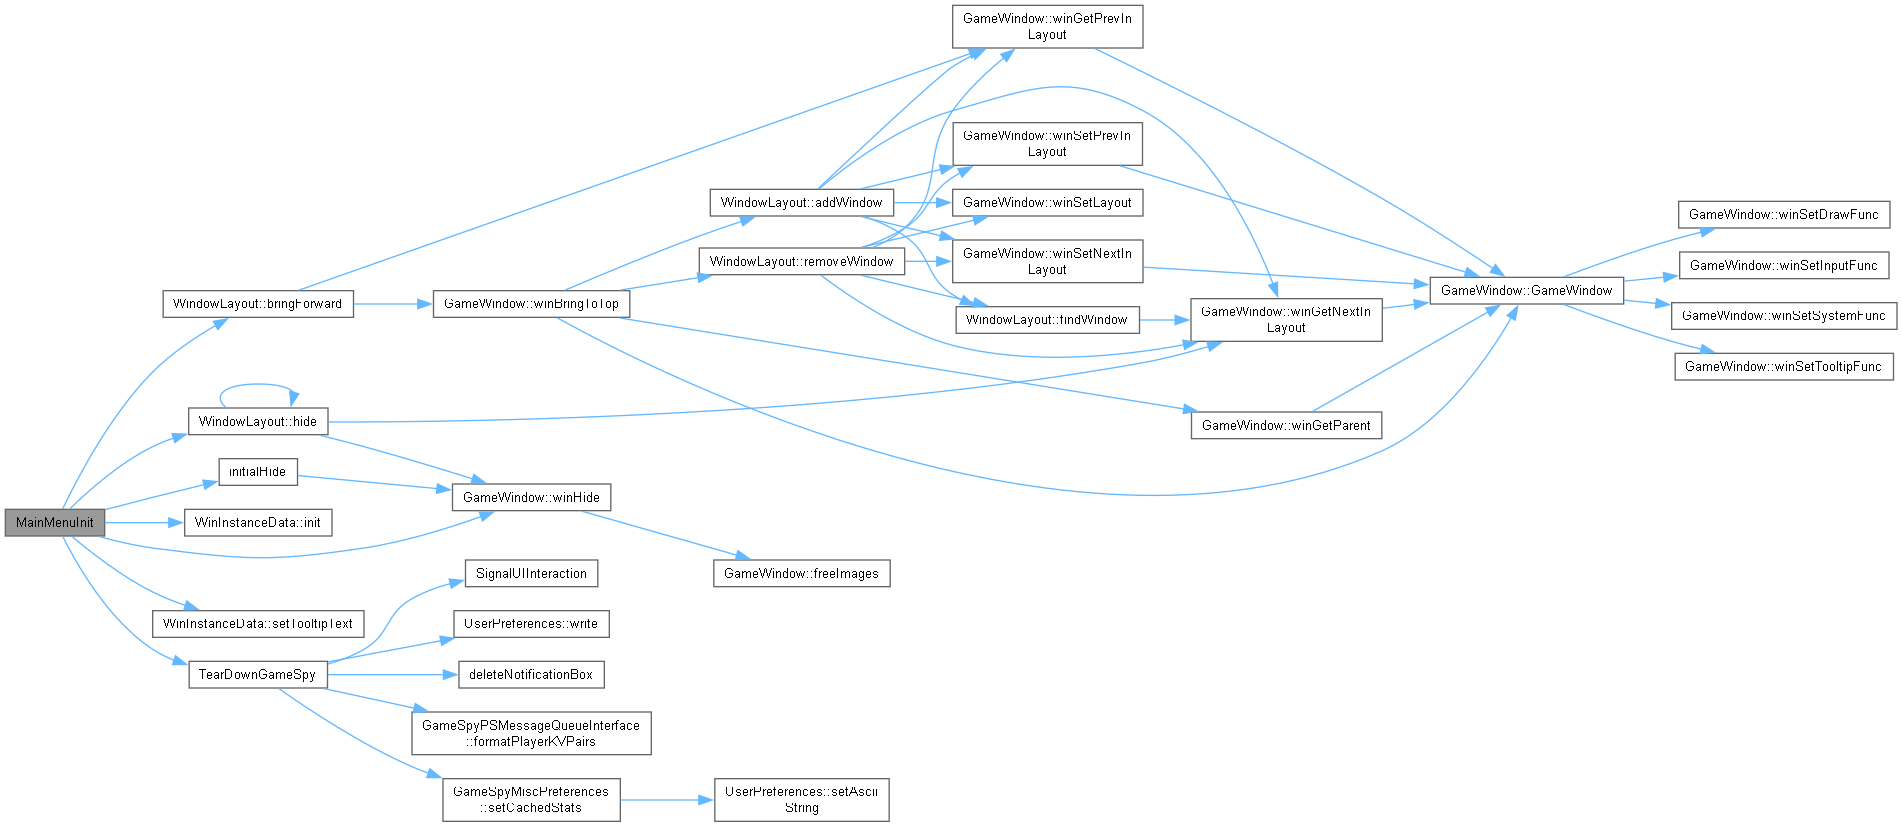 GameWindow::winGetPrevIn
Layout
GameWindow::winSetPrevIn
Layout
WindowLayout::addWindow
GameWindow::winSetLayout
GameWindow::winSetDrawFunc
GameWindow::winSetNextIn
Layout
WindowLayout::removeWindow
GameWindow::winSetInputFunc
GameWindow::GameWindow
WindowLayout::bringForward
GameWindow::winBringToTop
GameWindow::winGetNextIn
Layout
WindowLayout::findWindow
GameWindow::winSetSystemFunc
GameWindow::winSetTooltipFunc
WindowLayout::hide
GameWindow::winGetParent
initialHide
GameWindow::winHide
MainMenuInit
WinInstanceData::init
SignalUIInteraction
GameWindow::freeImages
WinInstanceData::setTooltipText
UserPreferences::write
TearDownGameSpy
deleteNotificationBox
GameSpyPSMessageQueueInterface
::formatPlayerKVPairs
GameSpyMiscPreferences
::setCachedStats
UserPreferences::setAscii
String